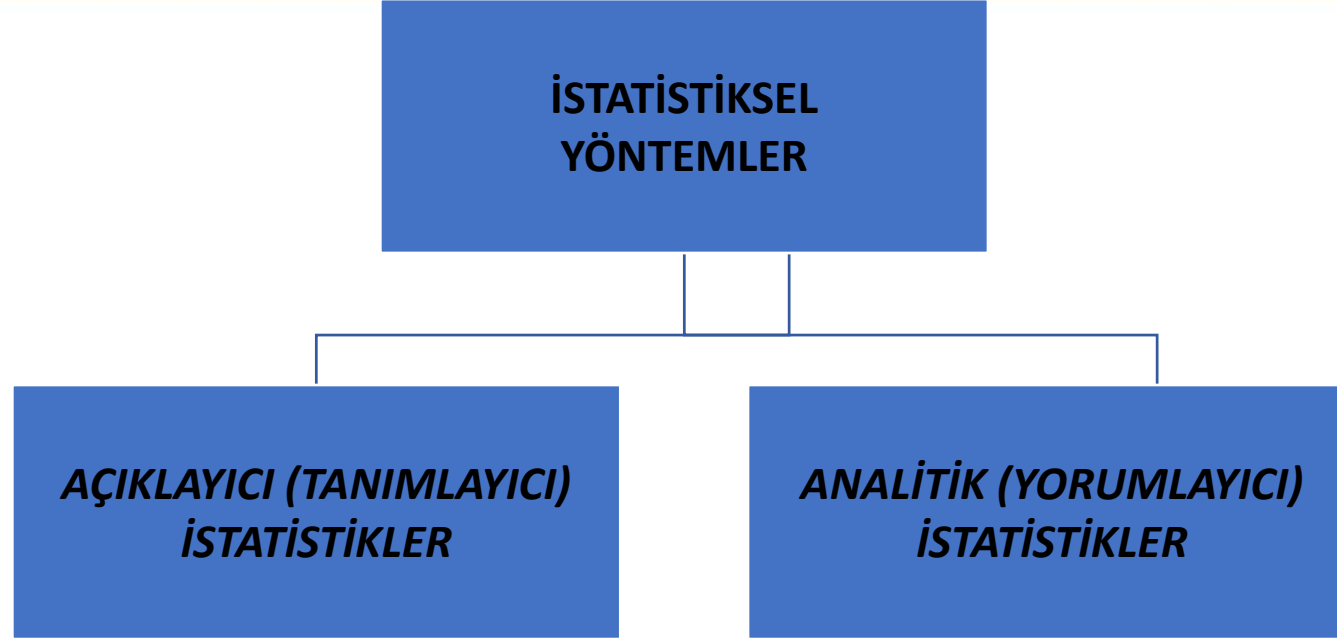 İSTATİSTİKSEL
YÖNTEMLER
AÇIKLAYICI (TANIMLAYICI)
İSTATİSTİKLER
ANALİTİK (YORUMLAYICI)
İSTATİSTİKLER